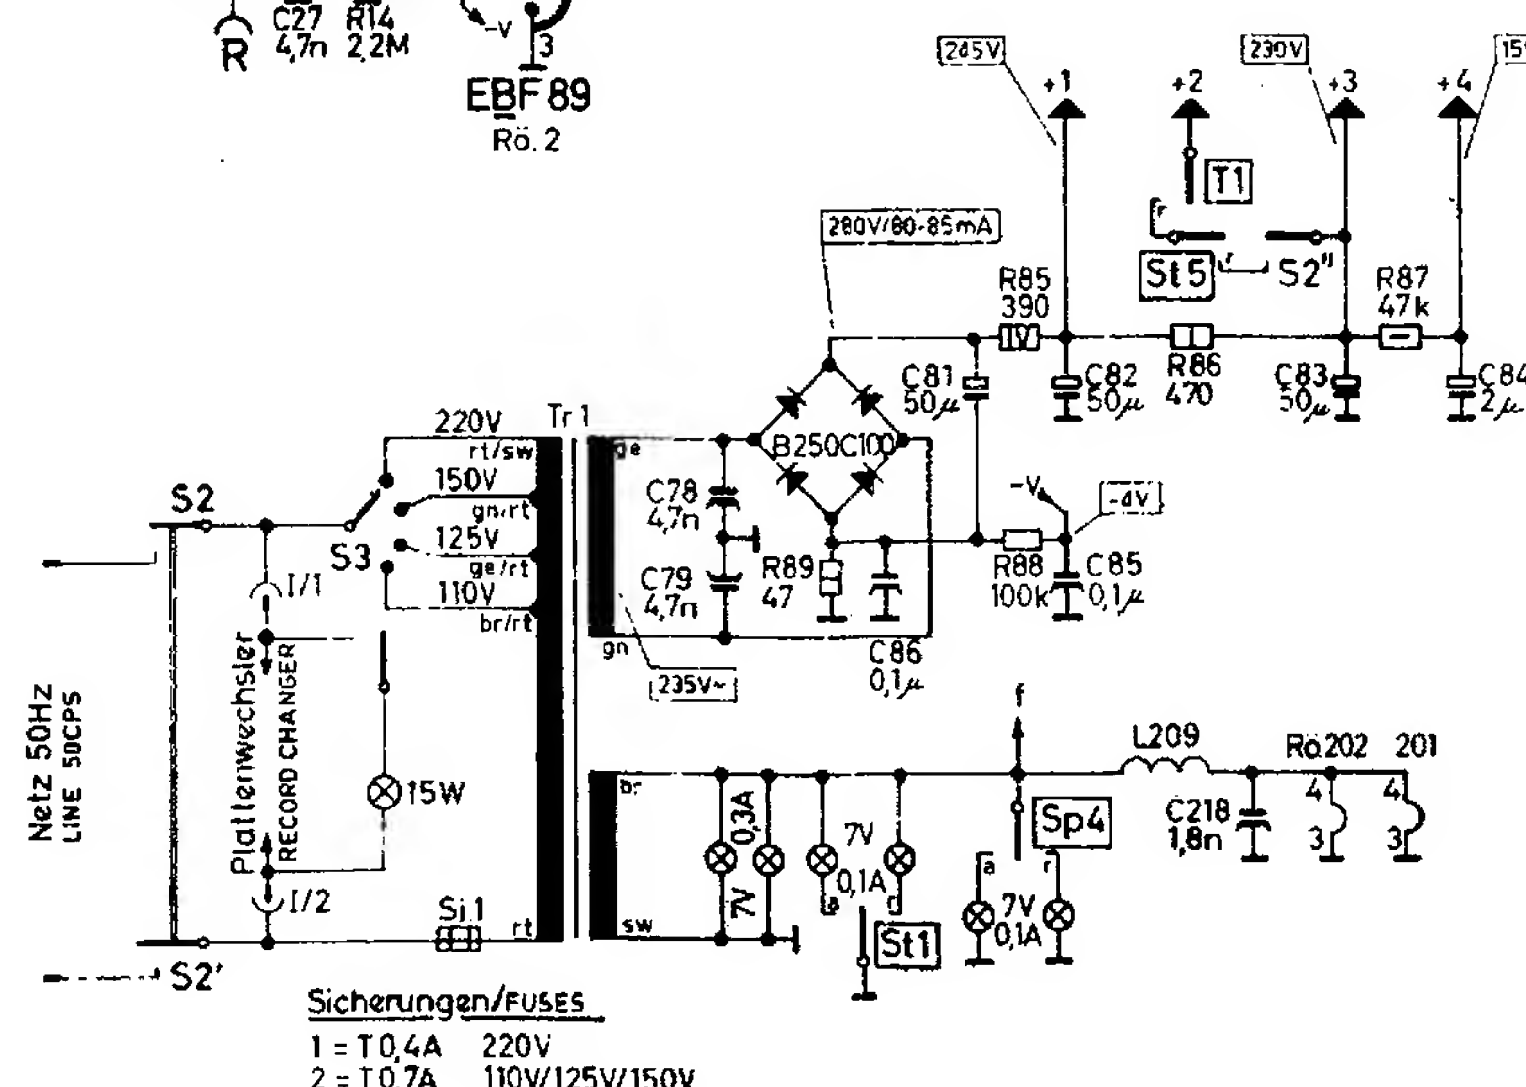 C27 R14
4,7n 2,2M
R
-V
3
EBF89
Rö.2
245V
+1
+2
230V
+3
+4
T1
r
St5
r
S2"
280V/80-85mA
R85
390
R86
470
R87
47k
C81
50µ
C82
50µ
C83
50µ
C84
2µ
B250C100
220V
rt/sw
150V
gn/rt
125V
ge/rt
110V
br/rt
Tr1
ge
gn
C78
4,7n
C79
4,7n
R89
47
C86
0,1µ
-V
-4V
R88
100k
C85
0,1µ
235V~
S2
S3
I/1
Plattenwechsler
RECORD CHANGER
Netz 50Hz
LINE 50CPS
15W
I/2
Si.1
rt
S2'
br
sw
0,3A
7V
7V
0,1A
a
r
St1
f
Sp4
a
r
7V
0,1A
L209
C218
1,8n
Rö.202 201
4
3
4
3
Sicherungen/FUSES
1 = T0,4A 220V
2 = T0,7A 110V/125V/150V